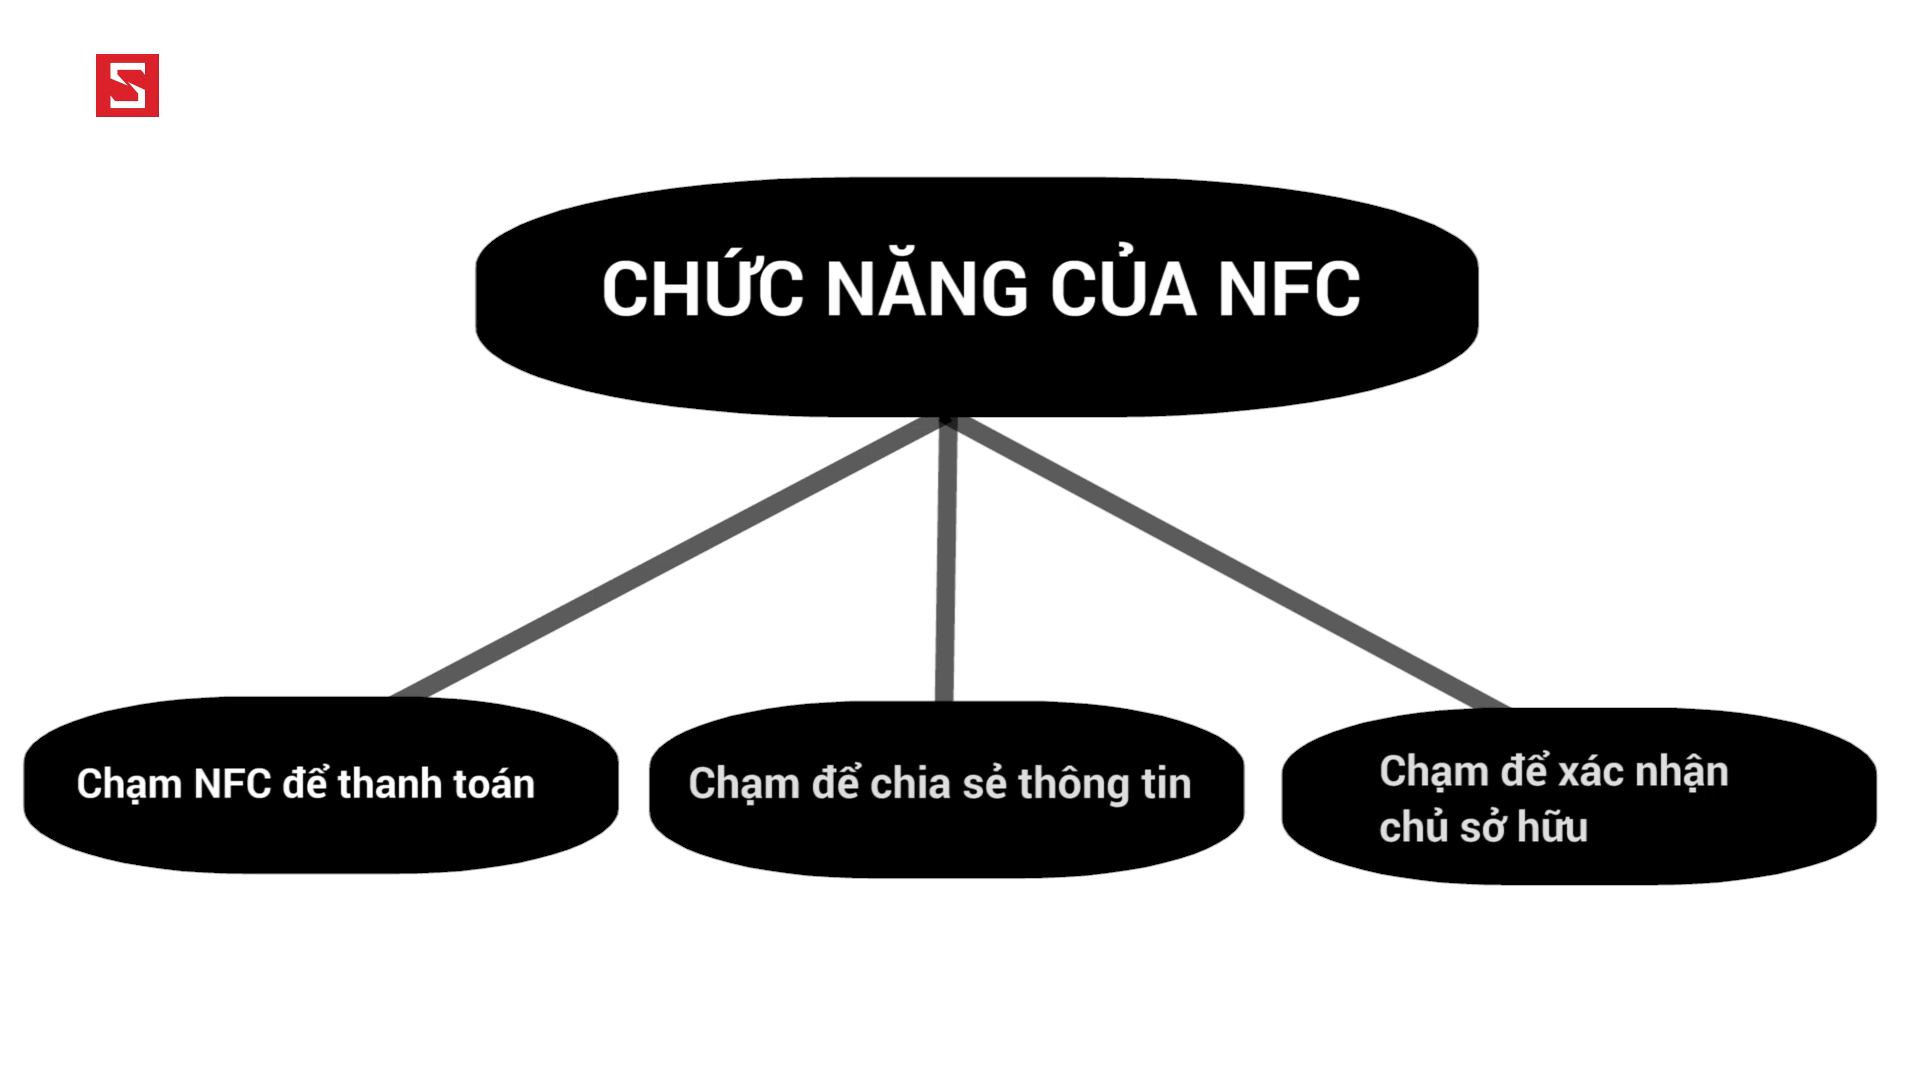 S
CHỨC NĂNG CỦA NFC
Chạm NFC để thanh toán
Chạm để chia sẻ thông tin
Chạm để xác nhận
chủ sở hữu